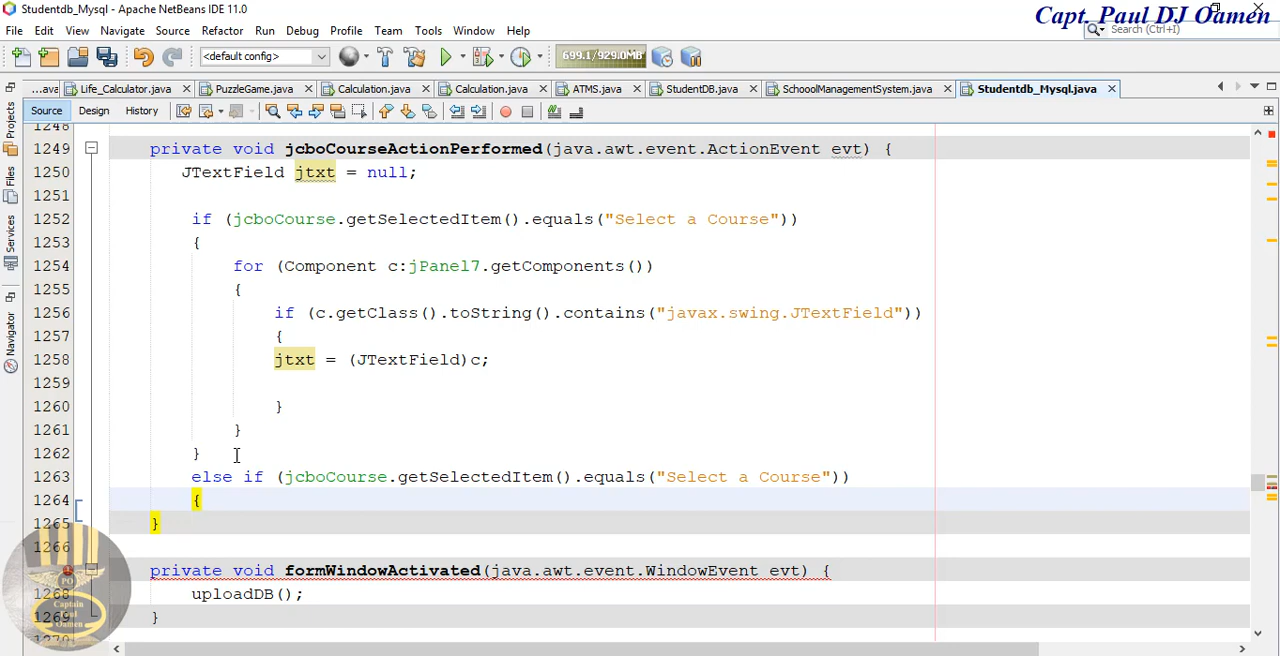 Studentdb_Mysql - Apache NetBeans IDE 11.0
Capt. Paul DJ Oamen
File Edit View Navigate Source Refactor Run Debug Profile Team Tools Window Help
Search (Ctrl+I)
<default config> 699.1/929.0MB
...ava Life_Calculator.java PuzzleGame.java Calculation.java Calculation.java ATMS.java StudentDB.java SchooolManagementSystem.java Studentdb_Mysql.java
Source Design History
Projects
Files
Services
Navigator
1248
1249 private void jcboCourseActionPerformed(java.awt.event.ActionEvent evt) {
1250 JTextField jtxt = null;
1251
1252 if (jcboCourse.getSelectedItem().equals("Select a Course"))
1253 {
1254 for (Component c:jPanel7.getComponents())
1255 {
1256 if (c.getClass().toString().contains("javax.swing.JTextField"))
1257 {
1258 jtxt = (JTextField)c;
1259
1260 }
1261 }
1262 }
1263 else if (jcboCourse.getSelectedItem().equals("Select a Course"))
1264 {
1265 }
1266
private void formWindowActivated(java.awt.event.WindowEvent evt) {
1268 uploadDB();
1269 }
1270
PO
Captain
Oamen